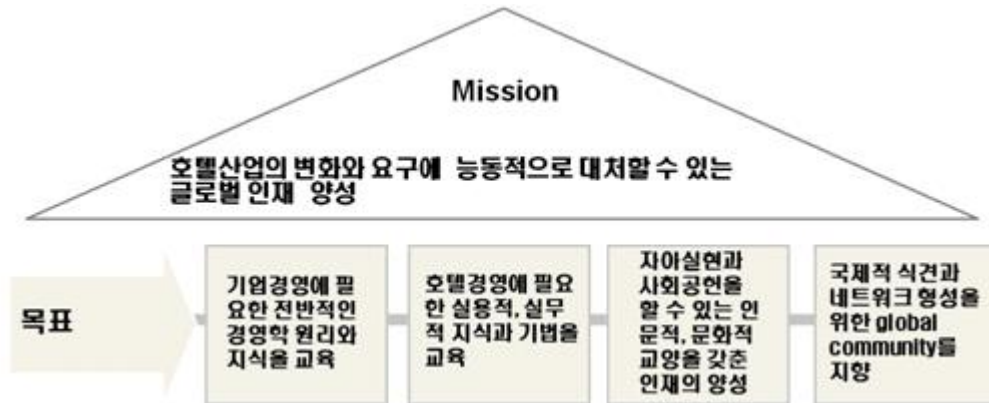 Mission
호텔산업의 변화와 요구에 능동적으로 대처할 수 있는
글로벌 인재 양성
목표
기업경영에 필
요한 전반적인
경영학 원리와
지식을 교육
호텔경영에 필요
한 실용적, 실무
적 지식과 기법을
교육
자아실현과
사회공헌을
할 수 있는 인
문적, 문화적
교양을 갖춘
인재의 양성
국제적 식견과
네트워크 형성을
위한 global
community를
지향